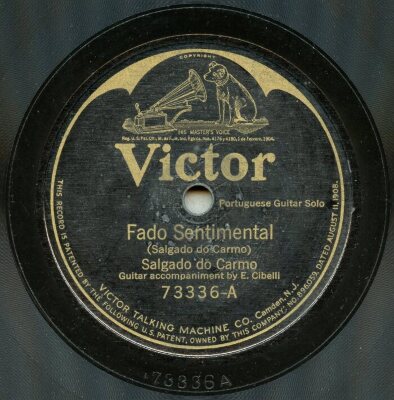 COPYRIGHT
HIS MASTER'S VOICE
Victor
Portuguese Guitar Solo
Fado Sentimental
(Salgado do Carmo)
Salgado do Carmo
Guitar accompaniment by E. Cibelli
73336-A
THIS RECORD IS PATENTED BY THE FOLLOWING U.S. PATENT, OWNED BY THIS COMPANY, NO 896059, DATED AUGUST 11, 1908.
VICTOR TALKING MACHINE CO. Camden, N.J.
73336A